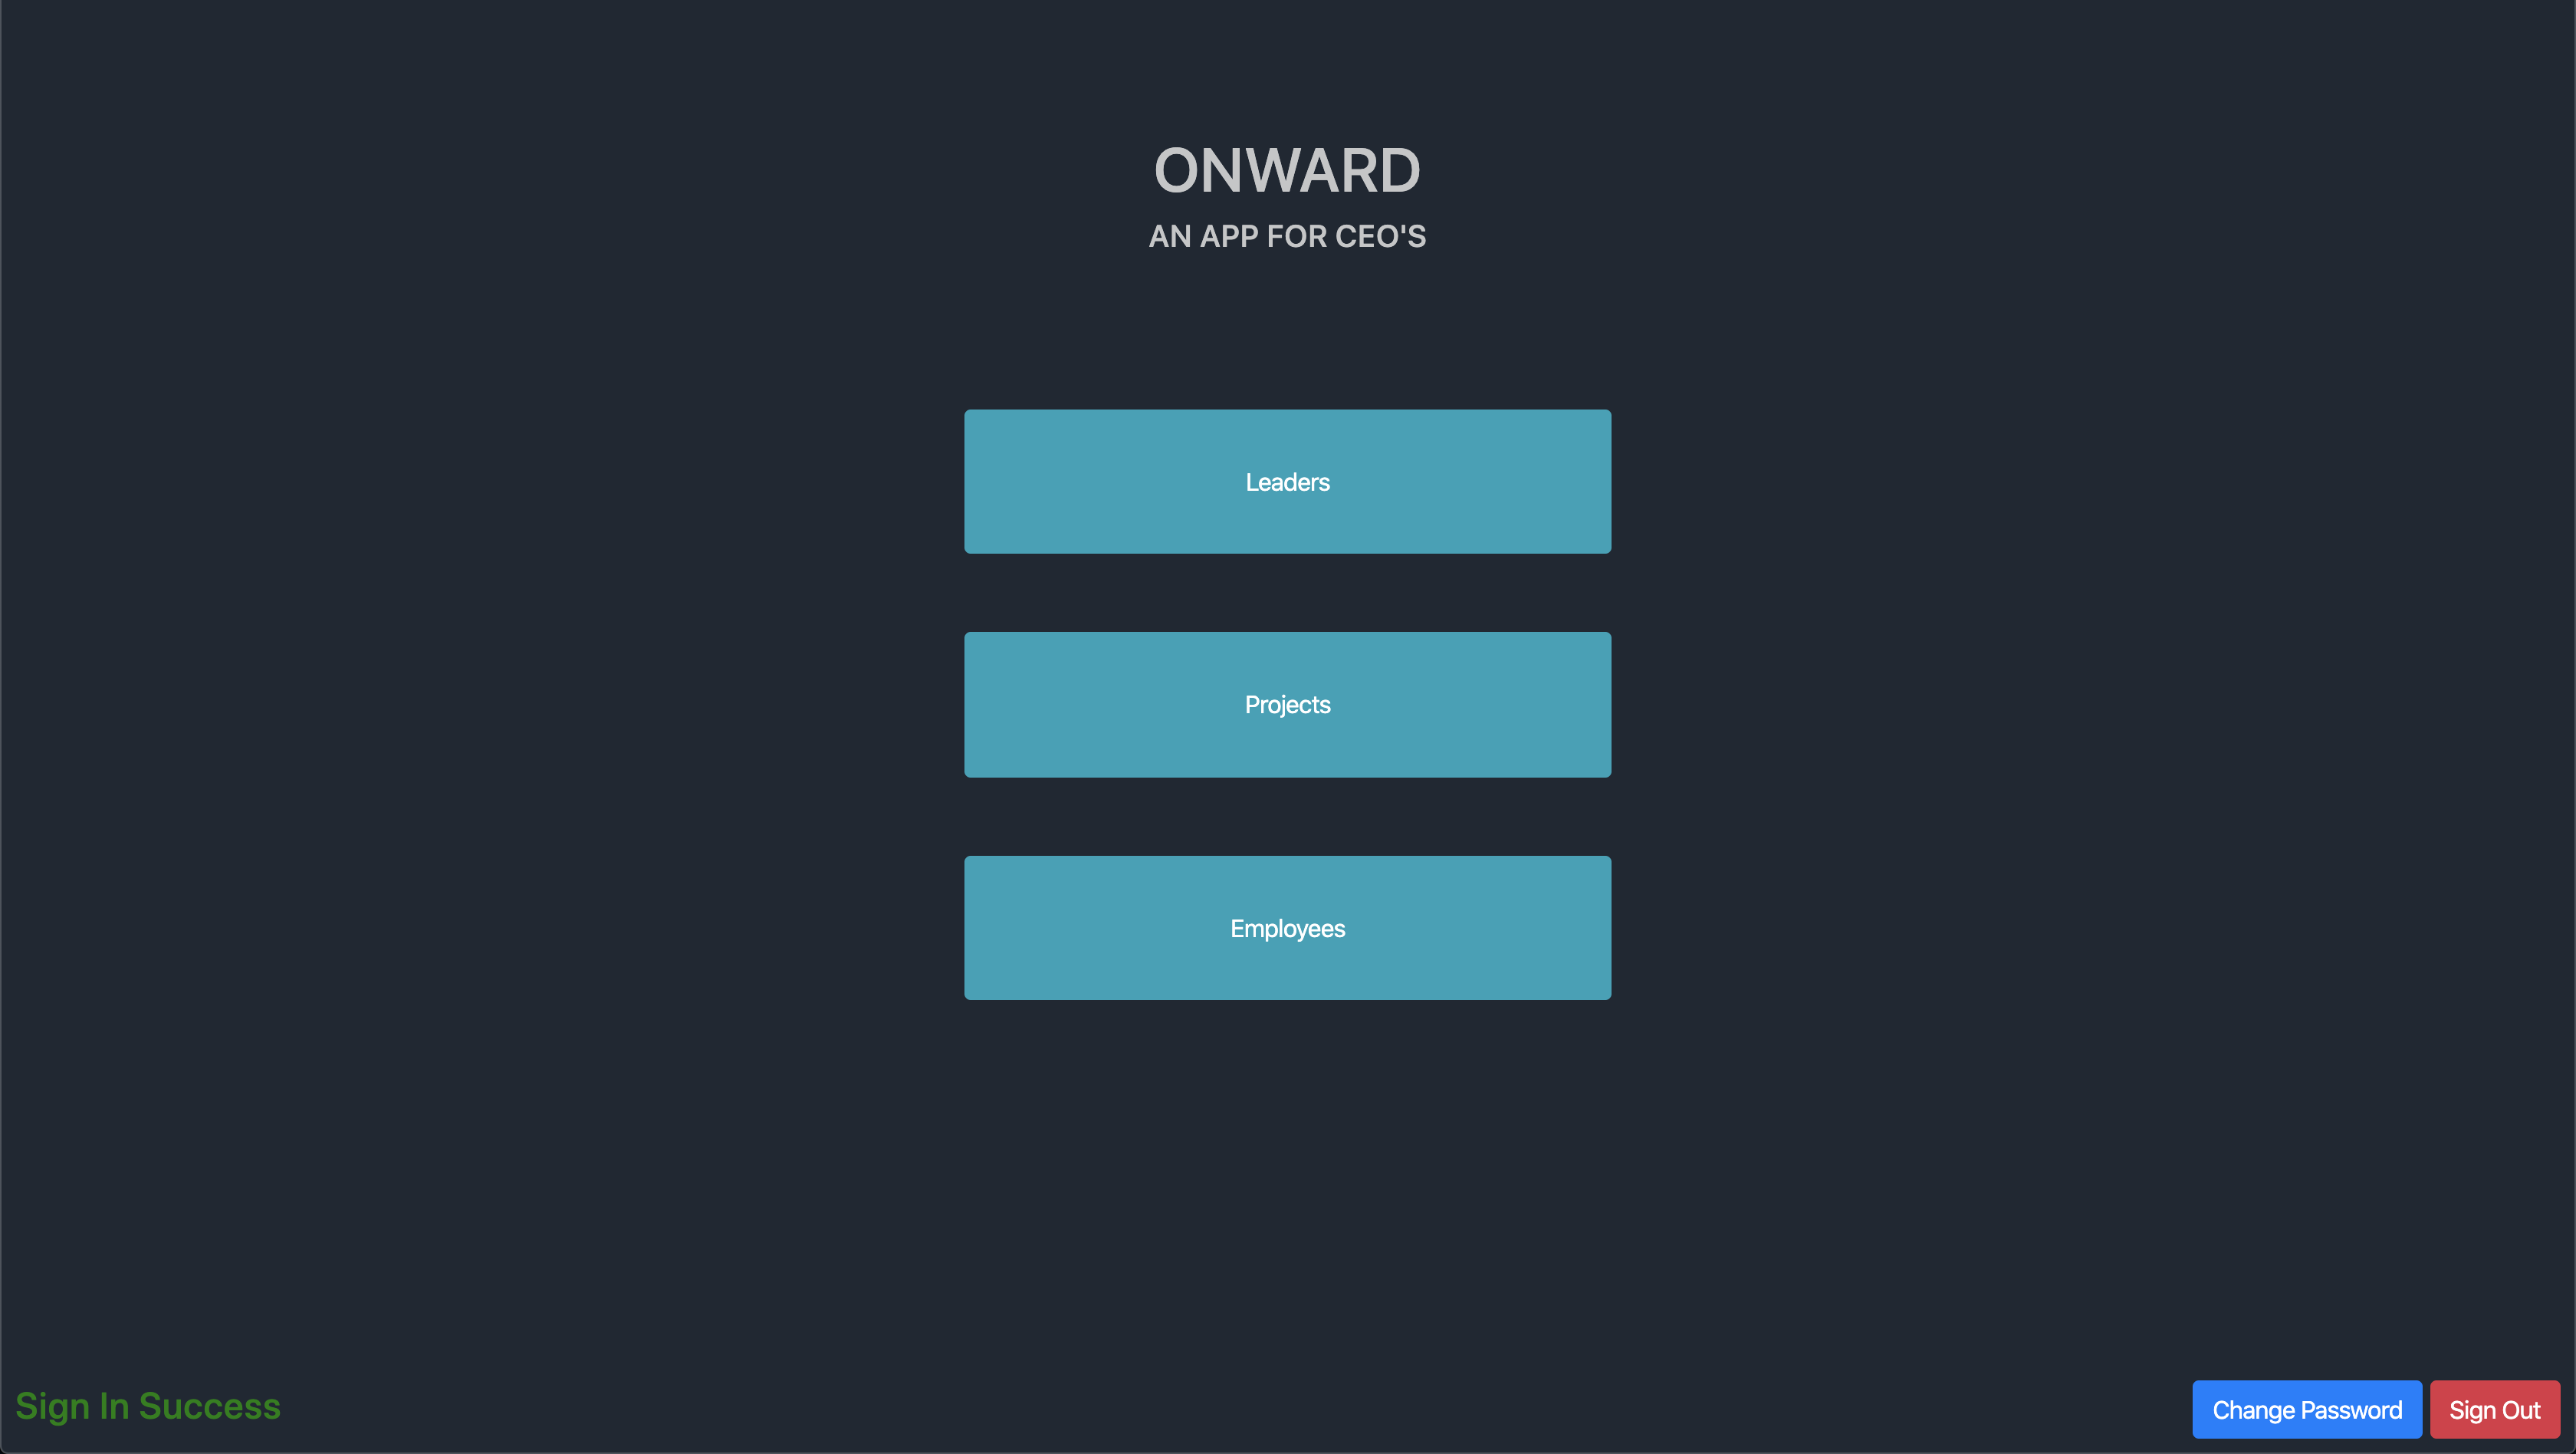 ONWARD
AN APP FOR CEO'S
Leaders
Projects
Employees
Sign In Success
Change Password
Sign Out